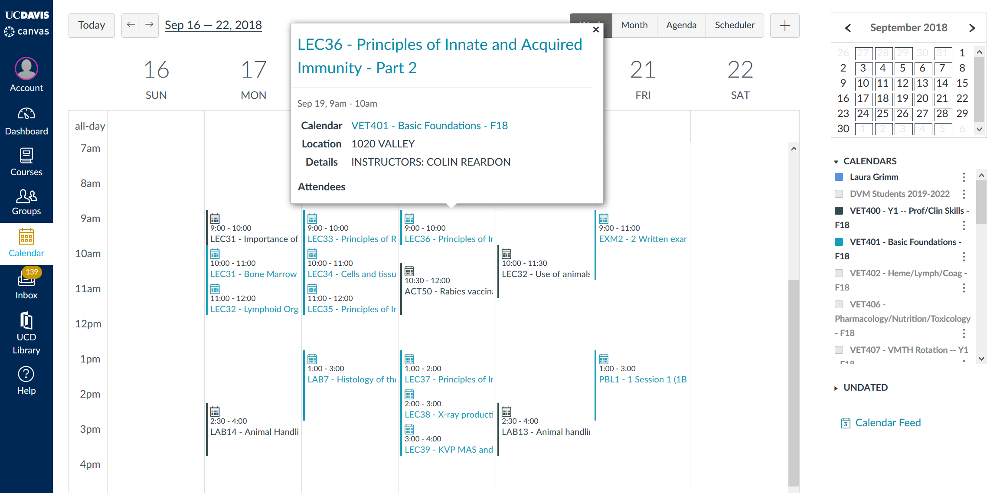 UCDAVIS
canvas
Account
Dashboard
Courses
Groups
Calendar
139
Inbox
UCD
Library
Help
Today
← →
Sep 16 — 22, 2018
Month
Agenda
Scheduler
+
16
SUN
17
MON
21
FRI
22
SAT
×
LEC36 - Principles of Innate and Acquired
Immunity - Part 2
Sep 19, 9am - 10am
Calendar VET401 - Basic Foundations - F18
Location 1020 VALLEY
Details INSTRUCTORS: COLIN REARDON
Attendees
all-day
7am
8am
9am
10am
11am
12pm
1pm
2pm
3pm
4pm
9:00 - 10:00
LEC31 - Importance of
10:00 - 11:00
LEC31 - Bone Marrow
11:00 - 12:00
LEC32 - Lymphoid Org
2:30 - 4:00
LAB14 - Animal Handli
9:00 - 10:00
LEC33 - Principles of R
10:00 - 11:00
LEC34 - Cells and tissu
11:00 - 12:00
LEC35 - Principles of
1:00 - 3:00
LAB7 - Histology of the
9:00 - 10:00
LEC36 - Principles of
10:30 - 12:00
ACT50 - Rabies vaccin
1:00 - 2:00
LEC37 - Principles of
2:00 - 3:00
LEC38 - X-ray producti
3:00 - 4:00
LEC39 - KVP MAS and
10:00 - 11:30
LEC32 - Use of animals
2:30 - 4:00
LAB13 - Animal handli
9:00 - 11:00
EXM2 - 2 Written exam
1:00 - 3:00
PBL1 - 1 Session 1 (1B
September 2018
26 27 28 29 30 31 1
2 3 4 5 6 7 8
9 10 11 12 13 14 15
16 17 18 19 20 21 22
23 24 25 26 27 28 29
30 1 2 3 4 5 6
CALENDARS
Laura Grimm
DVM Students 2019-2022
VET400 - Y1 -- Prof/Clin Skills -
F18
VET401 - Basic Foundations -
F18
VET402 - Heme/Lymph/Coag -
F18
VET406 -
Pharmacology/Nutrition/Toxicology
- F18
VET407 - VMTH Rotation -- Y1
- F18
UNDATED
3 Calendar Feed